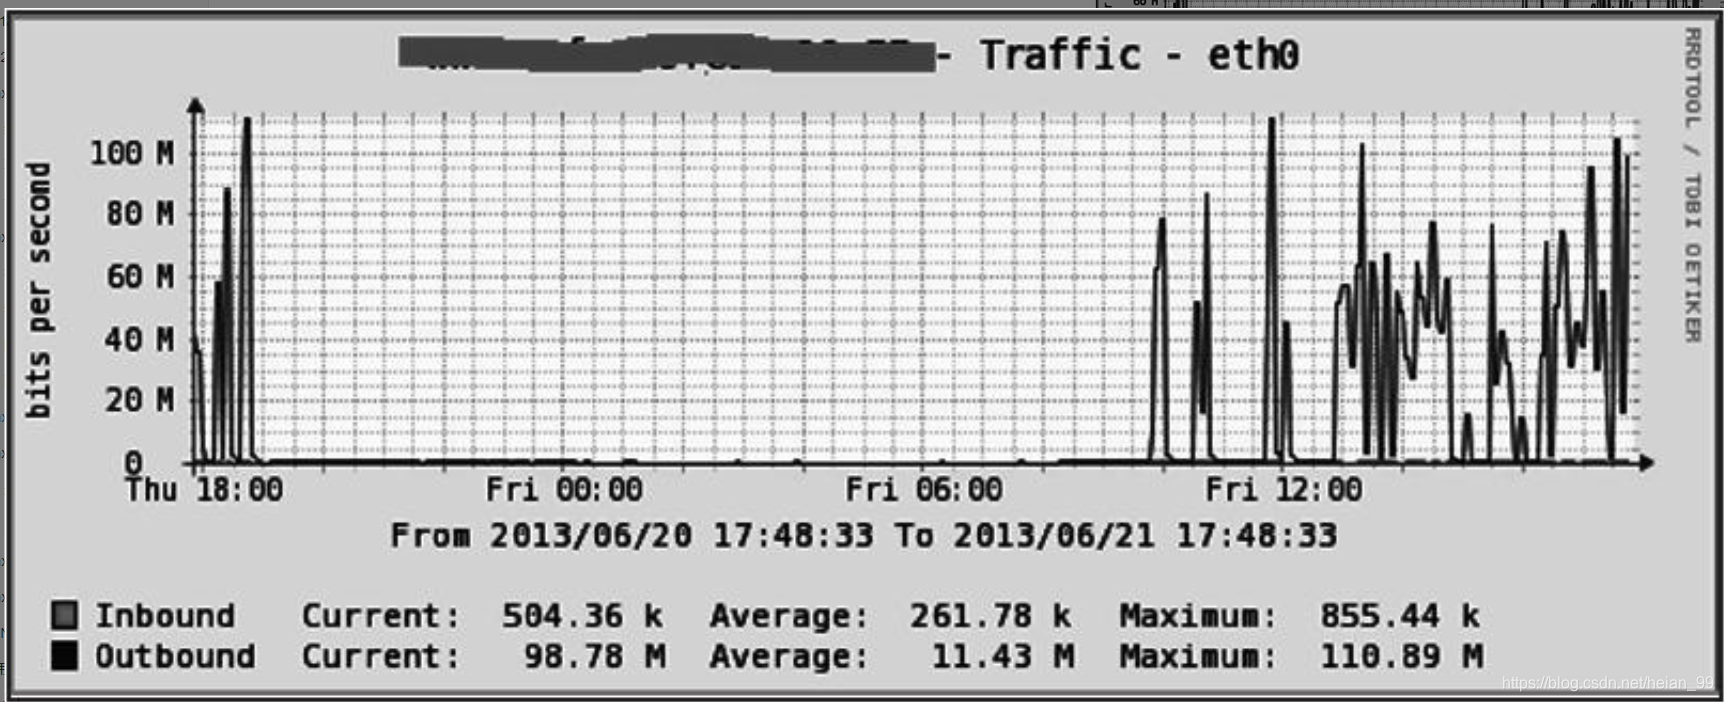 60 M
- Traffic - eth0
RRDTOOL / TOBI OETIKER
bits per second
100 M
80 M
60 M
40 M
20 M
0
Thu 18:00 Fri 00:00 Fri 06:00 Fri 12:00
From 2013/06/20 17:48:33 To 2013/06/21 17:48:33
Inbound Current: 504.36 k Average: 261.78 k Maximum: 855.44 k
Outbound Current: 98.78 M Average: 11.43 M Maximum: 110.89 M
https://blog.csdn.net/heian_99